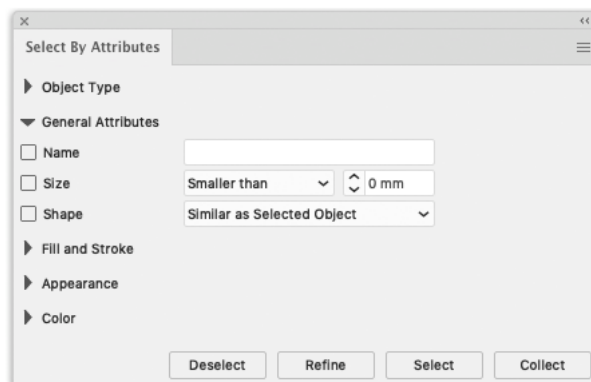 Select By Attributes
Object Type
General Attributes
Name
Size Smaller than 0 mm
Shape Similar as Selected Object
Fill and Stroke
Appearance
Color
Deselect Refine Select Collect